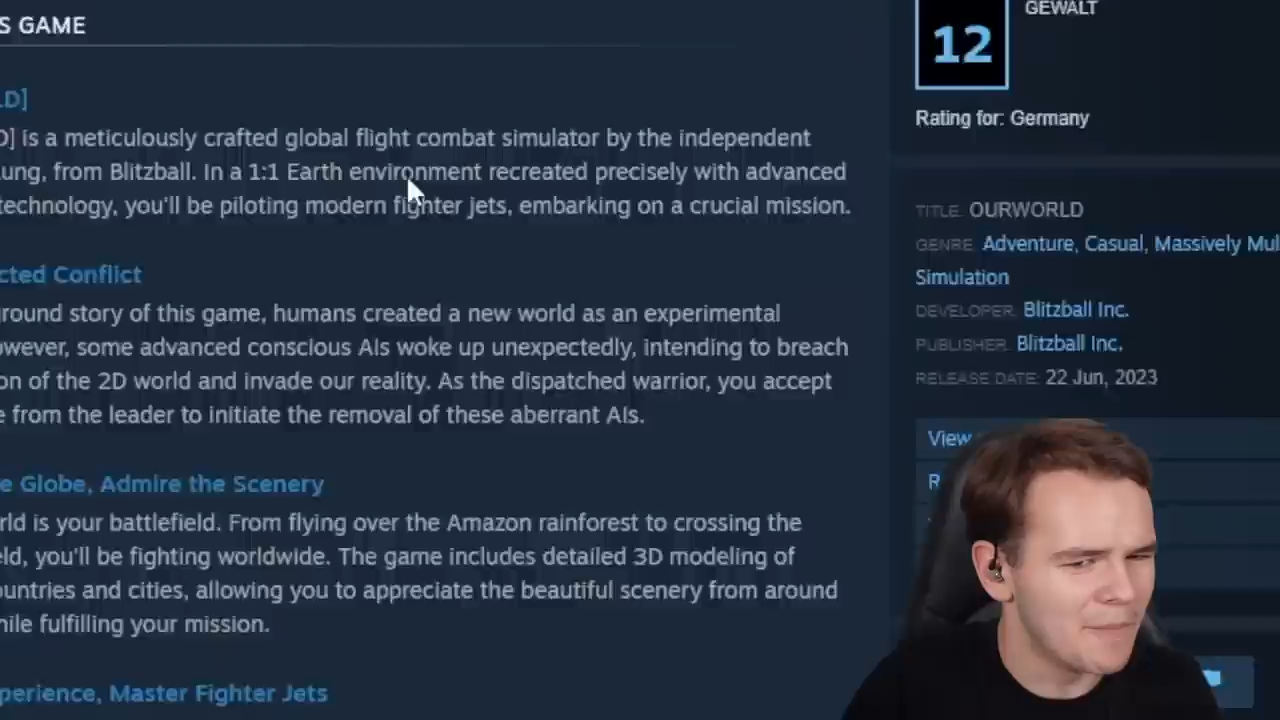 S GAME
LD]
D] is a meticulously crafted global flight combat simulator by the independent
ung, from Blitzball. In a 1:1 Earth environment recreated precisely with advanced
technology, you'll be piloting modern fighter jets, embarking on a crucial mission.
cted Conflict
round story of this game, humans created a new world as an experimental
wever, some advanced conscious AIs woke up unexpectedly, intending to breach
on of the 2D world and invade our reality. As the dispatched warrior, you accept
e from the leader to initiate the removal of these aberrant AIs.
e Globe, Admire the Scenery
rld is your battlefield. From flying over the Amazon rainforest to crossing the
eld, you'll be fighting worldwide. The game includes detailed 3D modeling of
ountries and cities, allowing you to appreciate the beautiful scenery from around
hile fulfilling your mission.
perience, Master Fighter Jets
12
GEWALT
Rating for: Germany
TITLE: OURWORLD
GENRE: Adventure, Casual, Massively Mul
Simulation
DEVELOPER: Blitzball Inc.
PUBLISHER: Blitzball Inc.
RELEASE DATE: 22 Jun, 2023
View
R